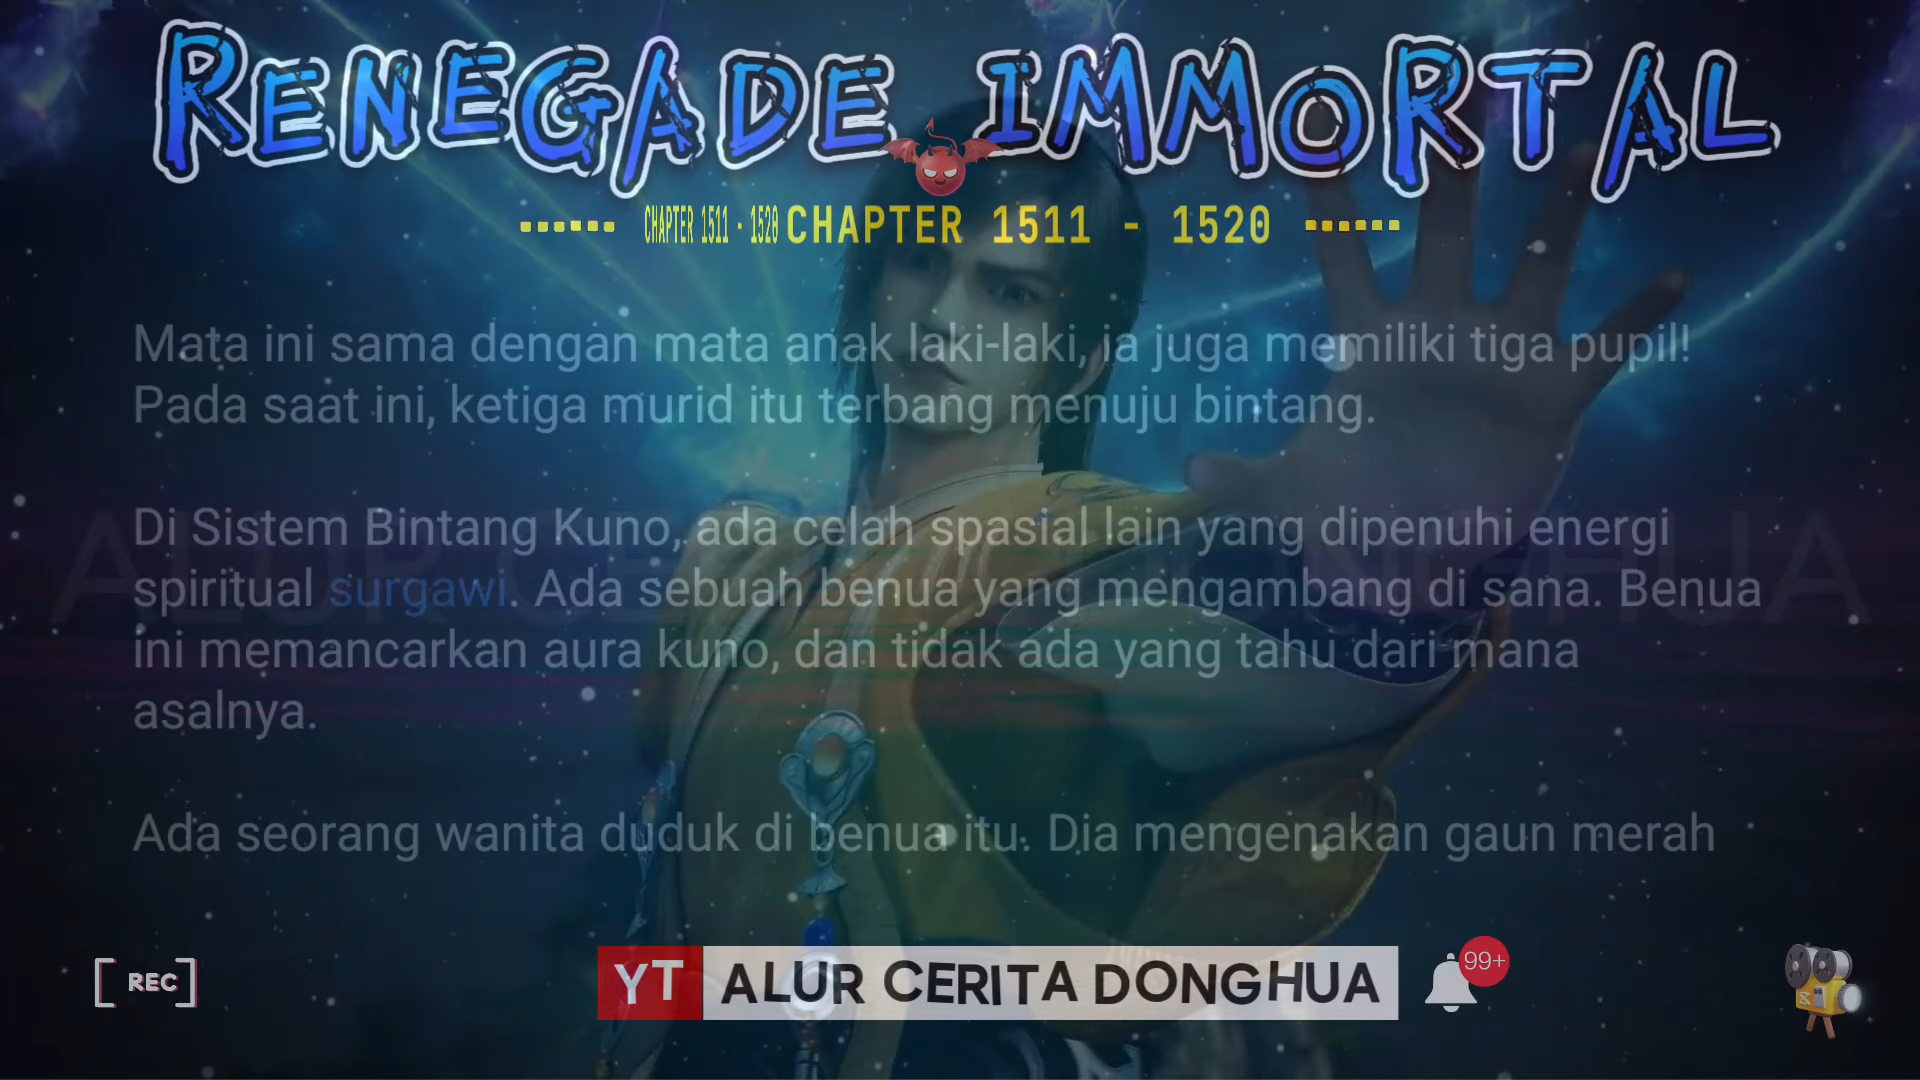 RENEGADE IMMORTAL
CHAPTER 1511 - 1520 CHAPTER 1511 - 1520
Mata ini sama dengan mata anak laki-laki, ia juga memiliki tiga pupil!
Pada saat ini, ketiga murid itu terbang menuju bintang.
Di Sistem Bintang Kuno, ada celah spasial lain yang dipenuhi energi
spiritual surgawi. Ada sebuah benua yang mengambang di sana. Benua
ini memancarkan aura kuno, dan tidak ada yang tahu dari mana
asalnya.
Ada seorang wanita duduk di benua itu. Dia mengenakan gaun merah
REC
YT ALUR CERITA DONGHUA
99+